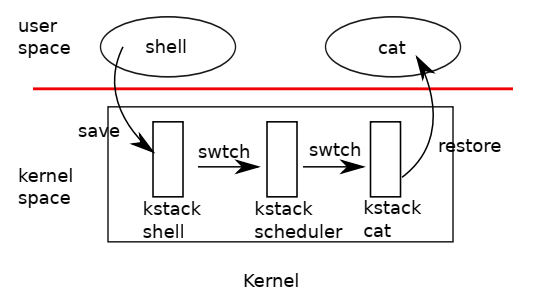 user
space
shell
cat
save
swtch
swtch
restore
kernel
space
kstack
shell
kstack
scheduler
kstack
cat
Kernel